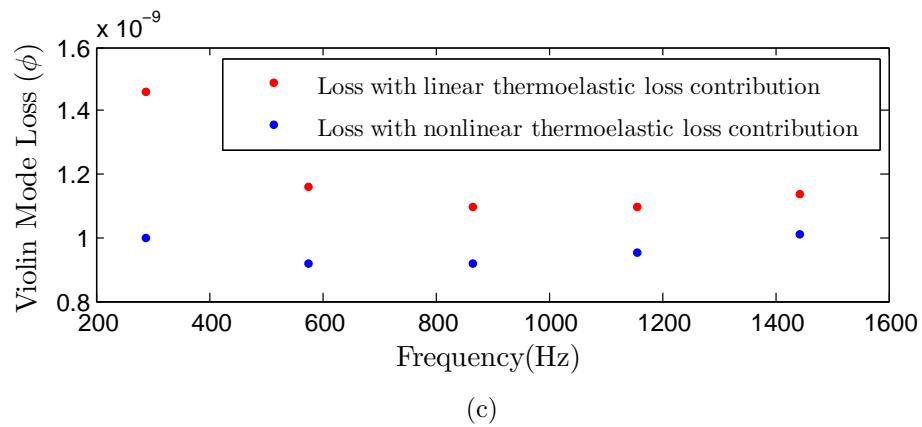 x 10⁻⁹
1.6
1.4
1.2
1
0.8
Violin Mode Loss (ϕ)
Loss with linear thermoelastic loss contribution
Loss with nonlinear thermoelastic loss contribution
200 400 600 800 1000 1200 1400 1600
Frequency(Hz)
(c)